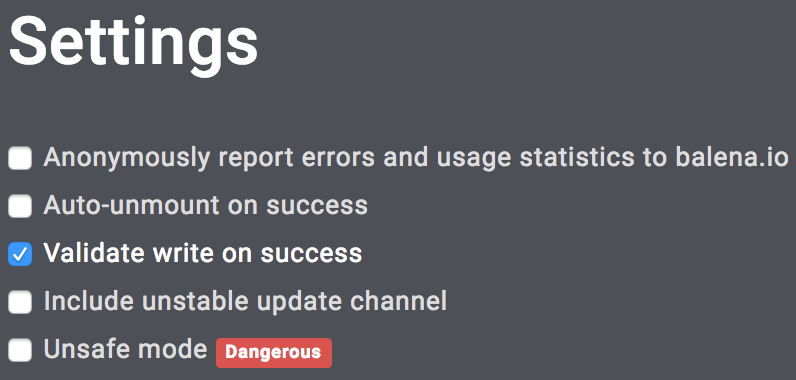 Settings
Anonymously report errors and usage statistics to balena.io
Auto-unmount on success
Validate write on success
Include unstable update channel
Unsafe mode Dangerous